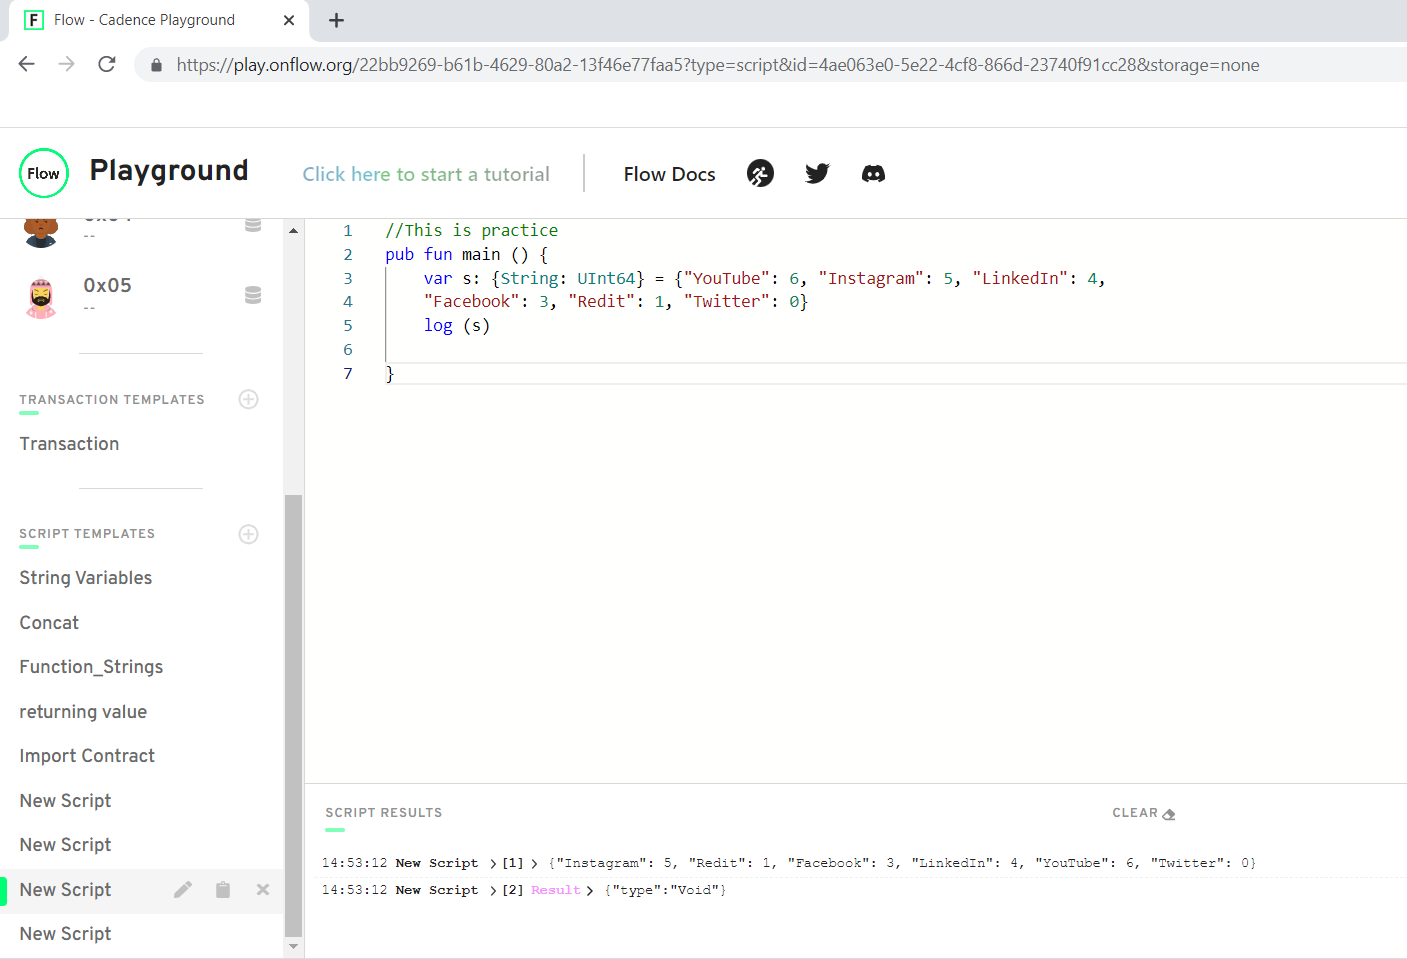 Flow - Cadence Playground
https://play.onflow.org/22bb9269-b61b-4629-80a2-13f46e77faa5?type=script&id=4ae063e0-5e22-4cf8-866d-23740f91cc28&storage=none
Flow
Playground
Click here to start a tutorial
Flow Docs
--
0x05
--
TRANSACTION TEMPLATES
Transaction
SCRIPT TEMPLATES
String Variables
Concat
Function_Strings
returning value
Import Contract
New Script
New Script
New Script
New Script
1 //This is practice
2 pub fun main () {
3 var s: {String: UInt64} = {"YouTube": 6, "Instagram": 5, "LinkedIn": 4,
4 "Facebook": 3, "Redit": 1, "Twitter": 0}
5 log (s)
6
7 }
SCRIPT RESULTS
CLEAR
14:53:12 New Script >[1] > {"Instagram": 5, "Redit": 1, "Facebook": 3, "LinkedIn": 4, "YouTube": 6, "Twitter": 0}
14:53:12 New Script >[2] Result > {"type":"Void"}